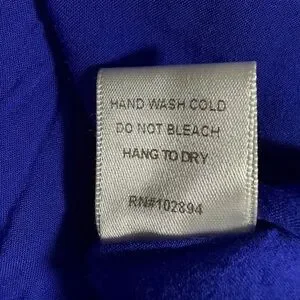 HAND WASH COLD
DO NOT BLEACH
HANG TO DRY
RN#102894